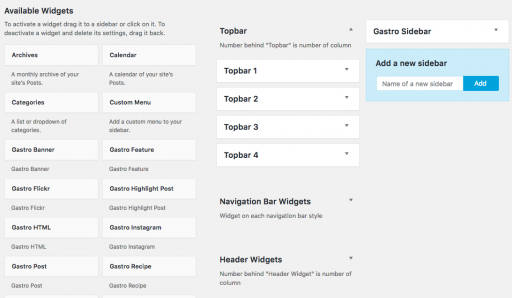 Available Widgets
To activate a widget drag it to a sidebar or click on it. To
deactivate a widget and delete its settings, drag it back.
Archives
A monthly archive of your
site's Posts.
Calendar
A calendar of your site's
Posts.
Categories
A list or dropdown of
categories.
Custom Menu
Add a custom menu to your
sidebar.
Gastro Banner
Gastro Banner
Gastro Feature
Gastro Feature
Gastro Flickr
Gastro Flickr
Gastro Highlight Post
Gastro Highlight Post
Gastro HTML
Gastro HTML
Gastro Instagram
Gastro Instagram
Gastro Post
Gastro Post
Gastro Recipe
Gastro Recipe
Topbar
Number behind "Topbar" is number of column
Topbar 1
Topbar 2
Topbar 3
Topbar 4
Navigation Bar Widgets
Widget on each navigation bar style
Header Widgets
Number behind "Header Widget" is number of
column
Gastro Sidebar
Add a new sidebar
Name of a new sidebar
Add